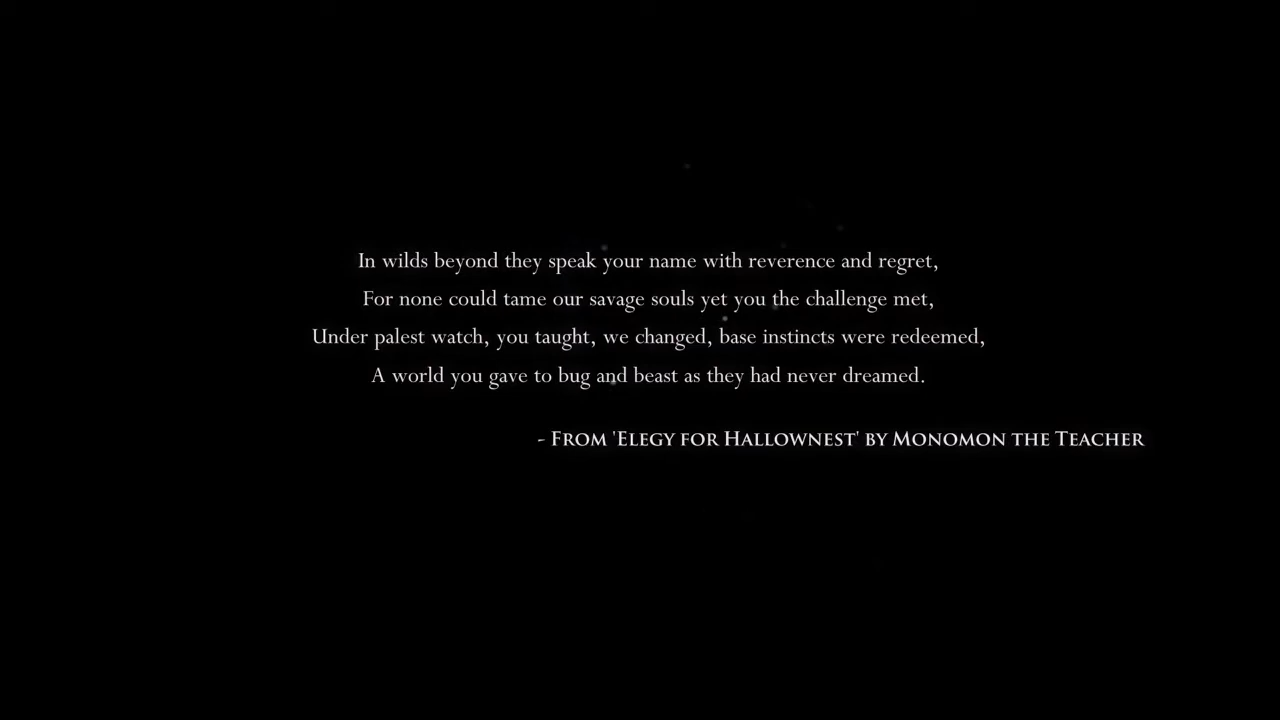 In wilds beyond they speak your name with reverence and regret,
For none could tame our savage souls yet you the challenge met,
Under palest watch, you taught, we changed, base instincts were redeemed,
A world you gave to bug and beast as they had never dreamed.
- From 'Elegy for Hallownest' by Monomon the Teacher